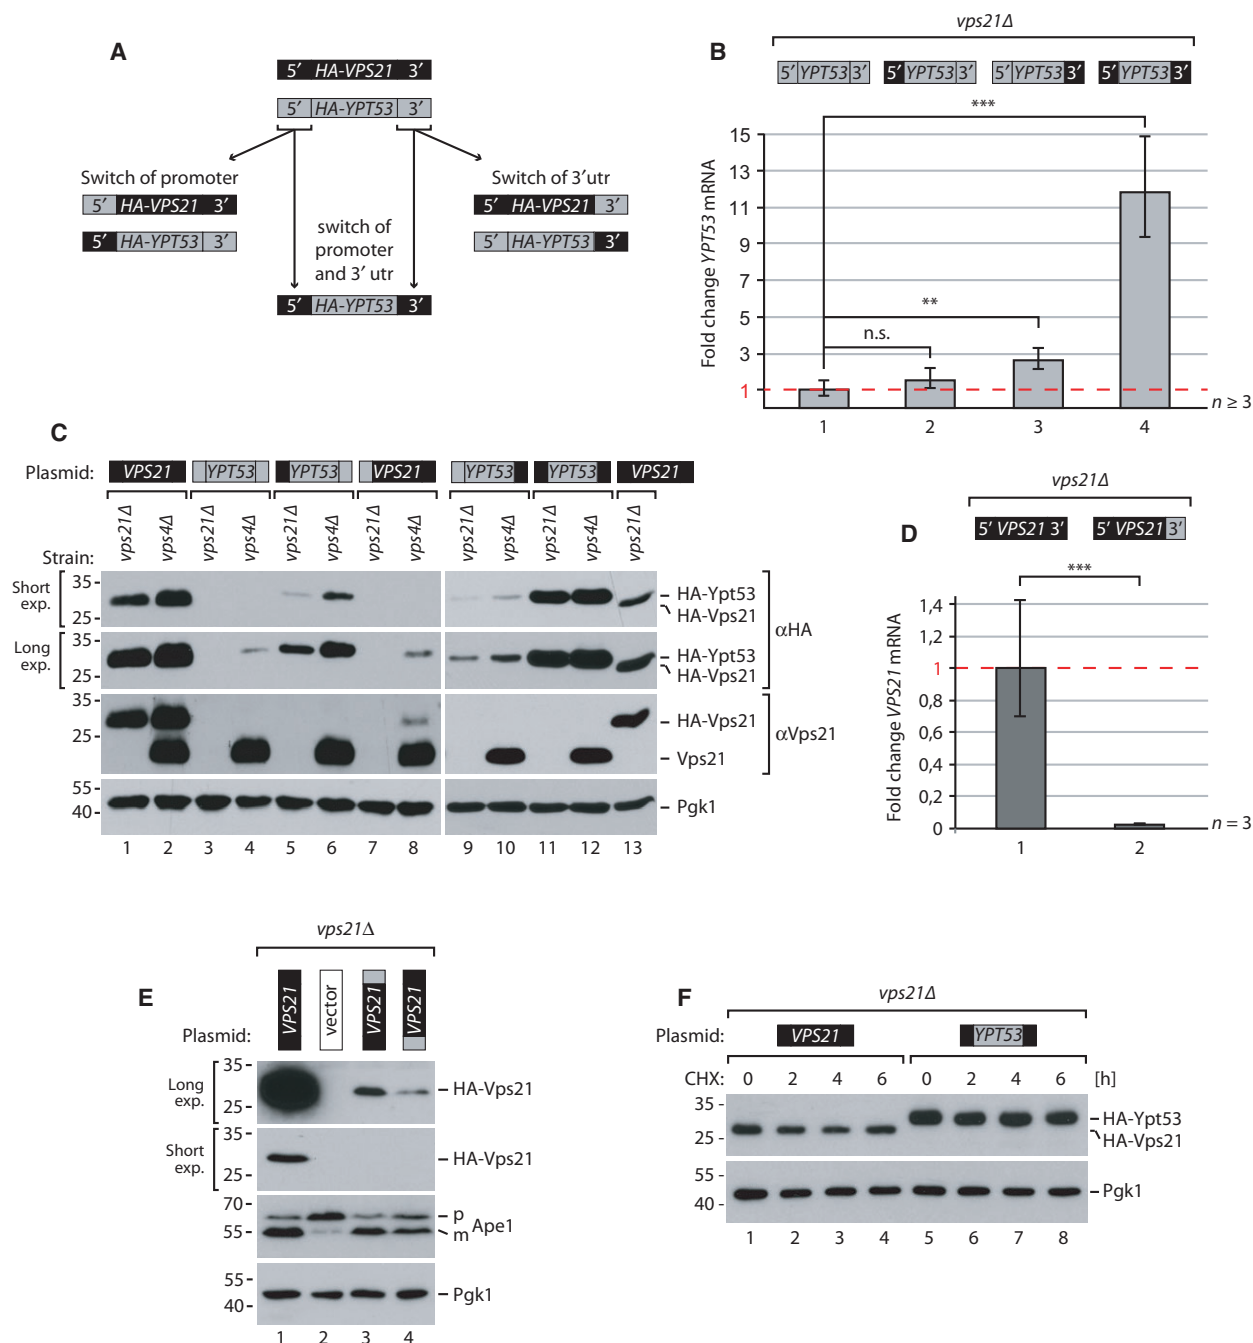 A
5′ HA-VPS21 3′
5′ HA-YPT53 3′
Switch of promoter
5′ HA-VPS21 3′
5′ HA-YPT53 3′
switch of
promoter
and 3′ utr
5′ HA-YPT53 3′
Switch of 3′utr
5′ HA-VPS21 3′
5′ HA-YPT53 3′
B
vps21Δ
5′ YPT53 3′ 5′ YPT53 3′ 5′ YPT53 3′ 5′ YPT53 3′
Fold change YPT53 mRNA
15
13
11
9
7
5
3
1
***
**
n.s.
n ≥ 3
1 2 3 4
C
Plasmid: VPS21 YPT53 YPT53 VPS21 YPT53 YPT53 VPS21
Strain: vps21Δ vps4Δ vps21Δ vps4Δ vps21Δ vps4Δ vps21Δ vps4Δ vps21Δ vps4Δ vps21Δ vps4Δ vps21Δ
Short
exp.
35
25
HA-Ypt53
HA-Vps21
Long
exp.
35
25
HA-Ypt53
HA-Vps21
αHA
35
25
HA-Vps21
Vps21
αVps21
55
40
Pgk1
1 2 3 4 5 6 7 8 9 10 11 12 13
D
vps21Δ
5′ VPS21 3′ 5′ VPS21 3′
***
Fold change VPS21 mRNA
1,4
1,2
1
0,8
0,6
0,4
0,2
0
n = 3
1 2
E
vps21Δ
Plasmid: VPS21 vector VPS21 VPS21
Long
exp.
35
25
HA-Vps21
Short
exp.
35
25
HA-Vps21
70
55
p
m
Ape1
55
40
Pgk1
1 2 3 4
F
vps21Δ
Plasmid: VPS21 YPT53
CHX: 0 2 4 6 0 2 4 6 [h]
35
25
HA-Ypt53
HA-Vps21
55
40
Pgk1
1 2 3 4 5 6 7 8